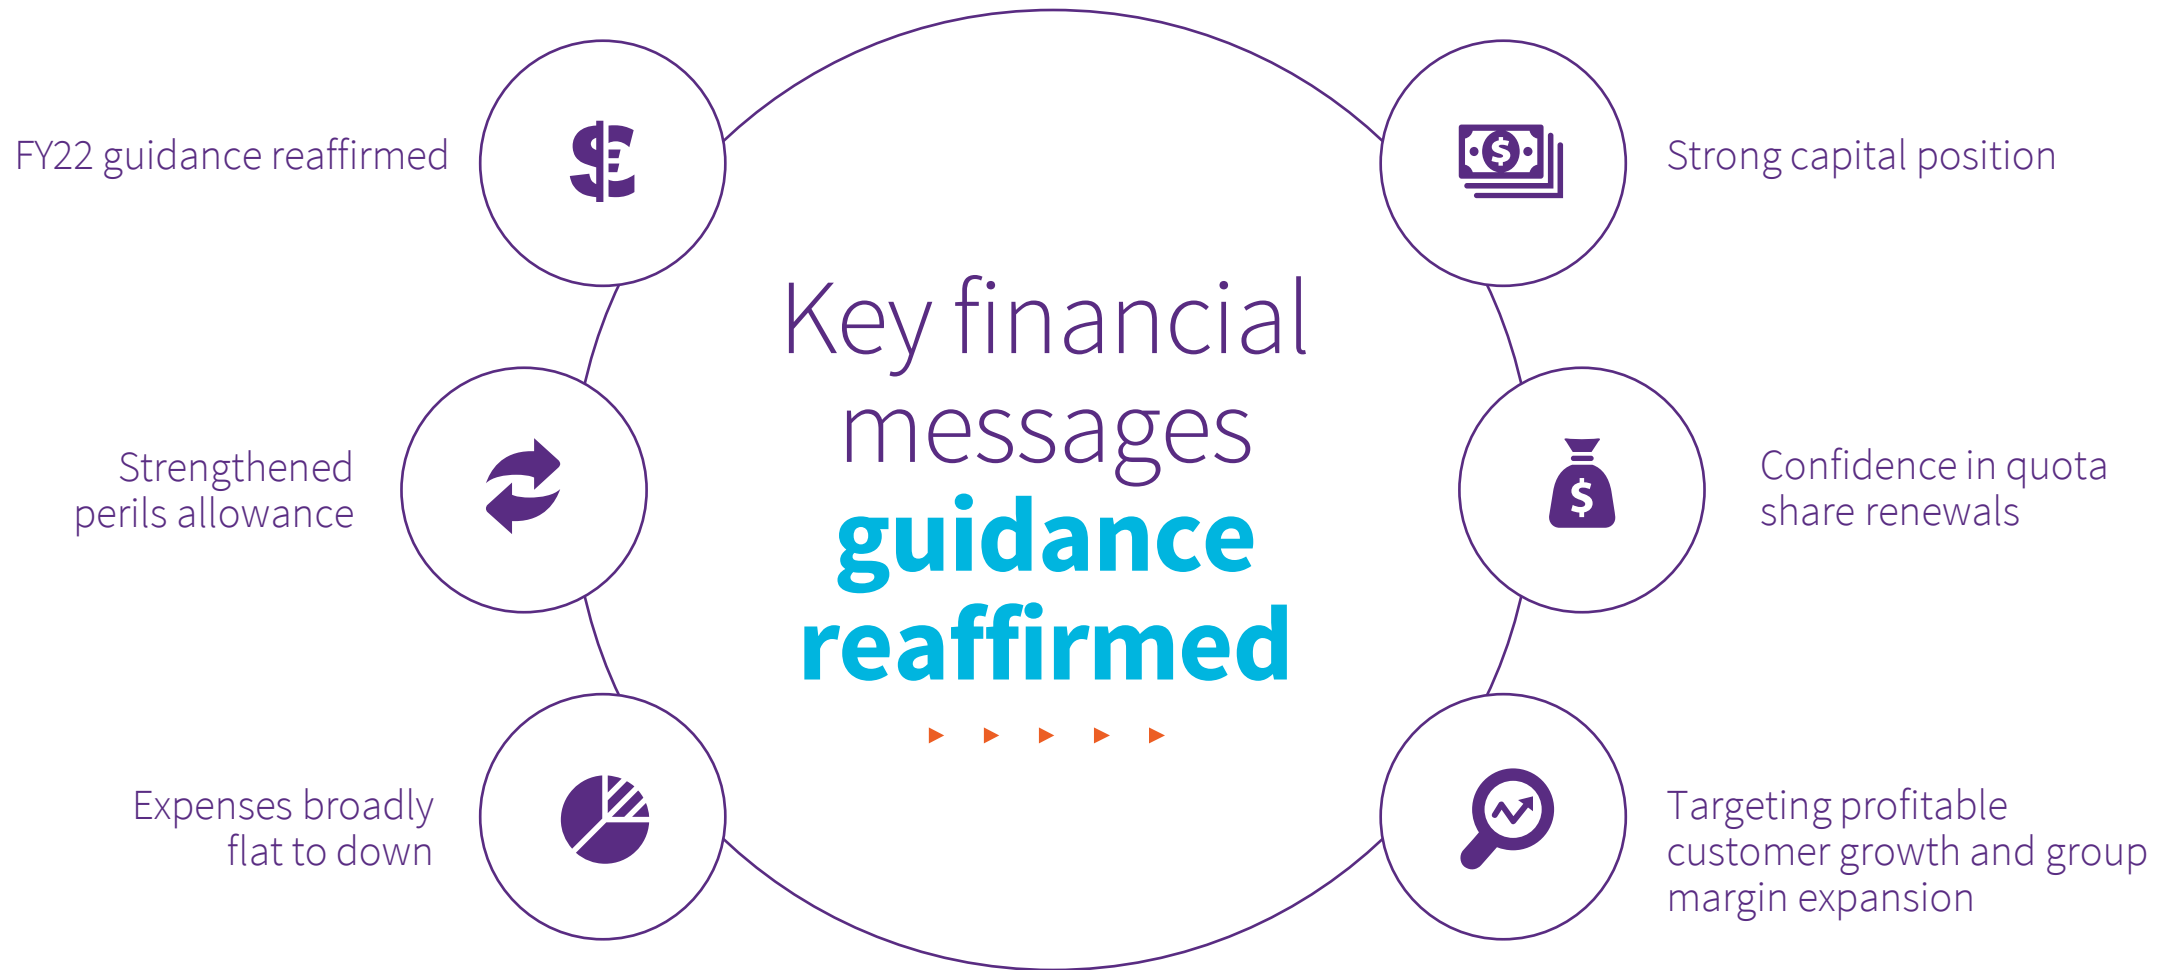 Key financial
messages
guidance
reaffirmed
FY22 guidance reaffirmed
Strengthened
perils allowance
Expenses broadly
flat to down
Strong capital position
Confidence in quota
share renewals
Targeting profitable
customer growth and group
margin expansion